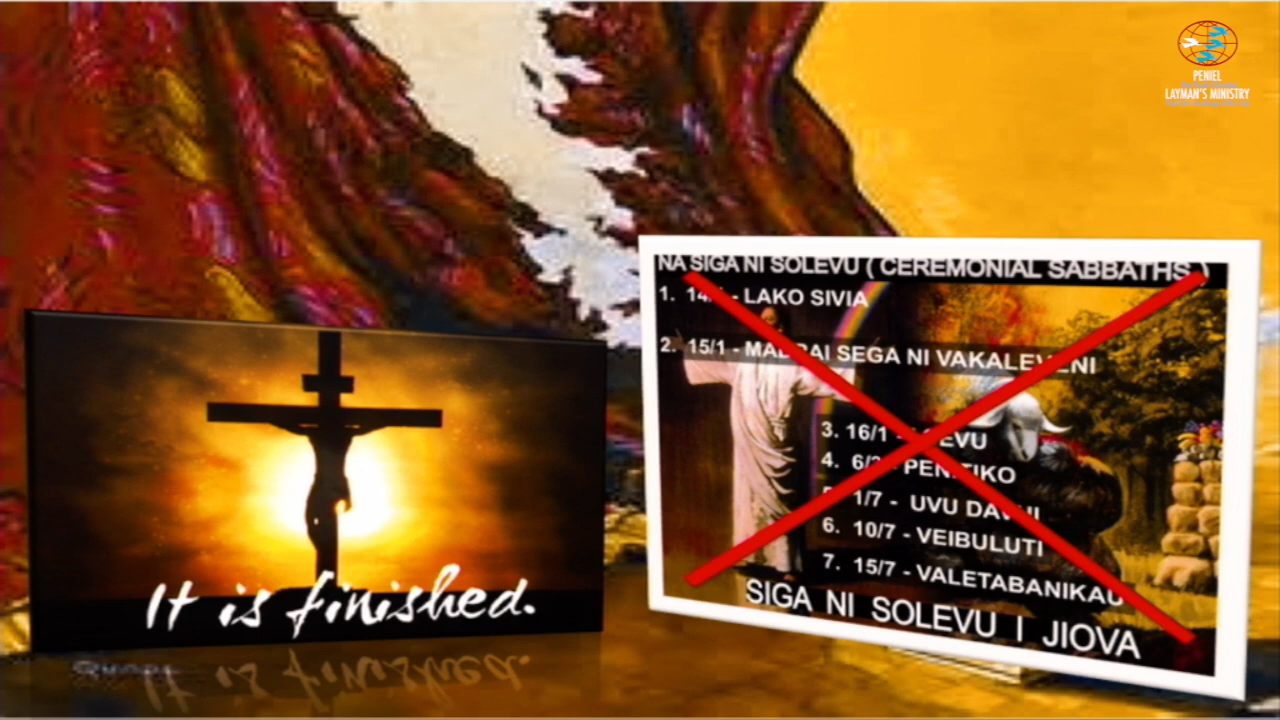 PENIEL
LAYMAN'S MINISTRY
It is finished.
NA SIGA NI SOLEVU ( CEREMONIAL SABBATHS )
1. - LAKO SIVIA
2. 15/1 - SEGA NI VAKALEVENI
3. 16/1 -
4.
1/7 - UVU
6. 10/7 - VEIBULUTI
7. 15/7 - VALETABANIKAU
SIGA NI SOLEVU I JIOVA